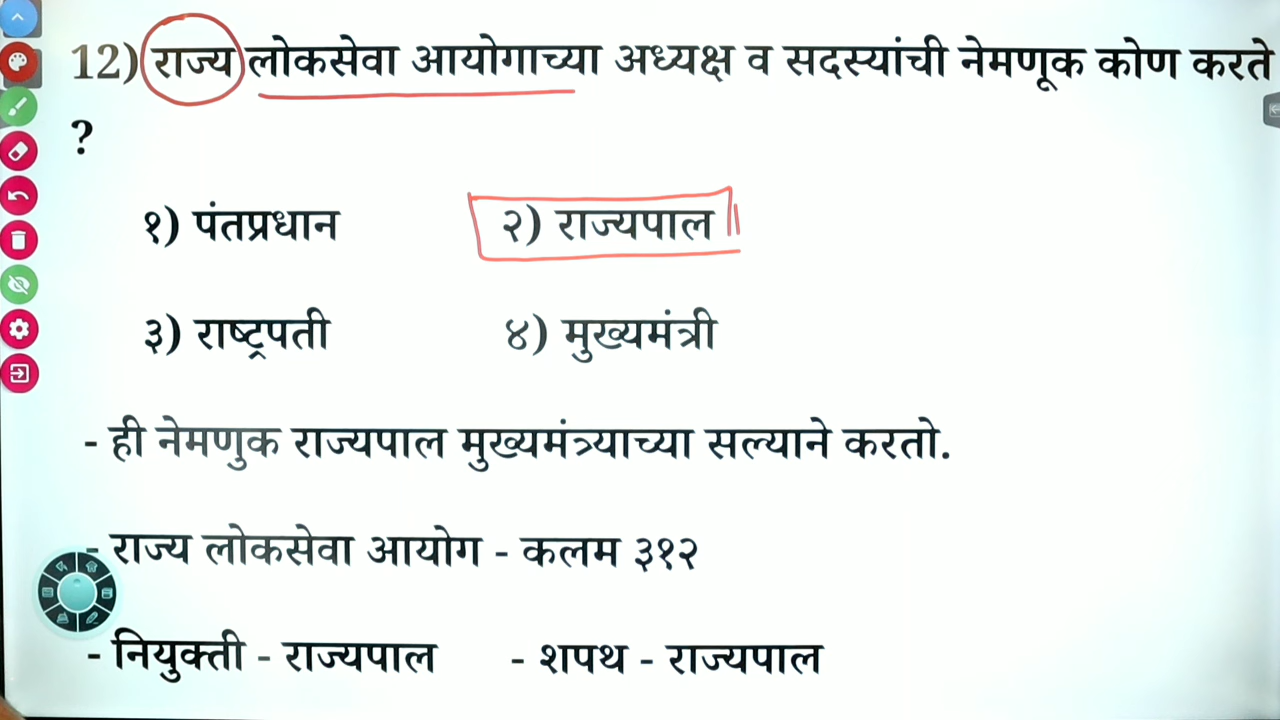 12) राज्य लोकसेवा आयोगाच्या अध्यक्ष व सदस्यांची नेमणूक कोण करते
?
१) पंतप्रधान २) राज्यपाल
३) राष्ट्रपती ४) मुख्यमंत्री
- ही नेमणुक राज्यपाल मुख्यमंत्र्याच्या सल्याने करतो.
- राज्य लोकसेवा आयोग - कलम ३१२
- नियुक्ती - राज्यपाल - शपथ - राज्यपाल